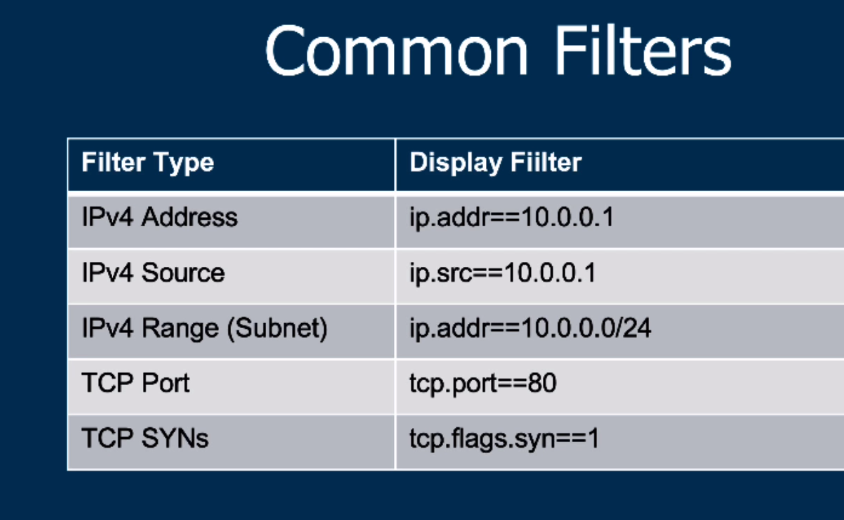 Common Filters
Filter Type Display Fiilter
IPv4 Address ip.addr==10.0.0.1
IPv4 Source ip.src==10.0.0.1
IPv4 Range (Subnet) ip.addr==10.0.0.0/24
TCP Port tcp.port==80
TCP SYNs tcp.flags.syn==1